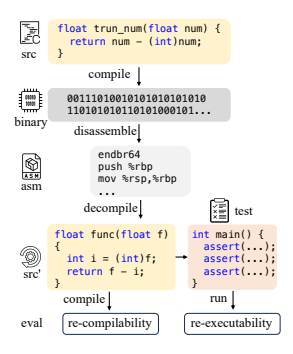 float trun_num(float num) {
return num - (int)num;
}
src
compile
00111010010101010101010
11010101011010100101...
binary
disassemble
endbr64
push %rbp
mov %rsp,%rbp
...
ASM
asm
decompile
test
float func(float f)
{
int i = (int)f;
return f - i;
}
src'
int main() {
assert(...);
assert(...);
assert(...);
}
compile
run
eval
re-compilability
re-executability